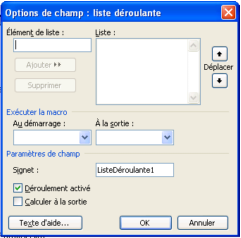 Options de champ : liste déroulante
Élément de liste :
Liste :
Ajouter
Supprimer
Déplacer
Exécuter la macro
Au démarrage :
À la sortie :
Paramètres de champ
Signet :
ListeDéroulante1
Déroulement activé
Calculer à la sortie
Texte d'aide...
OK
Annuler